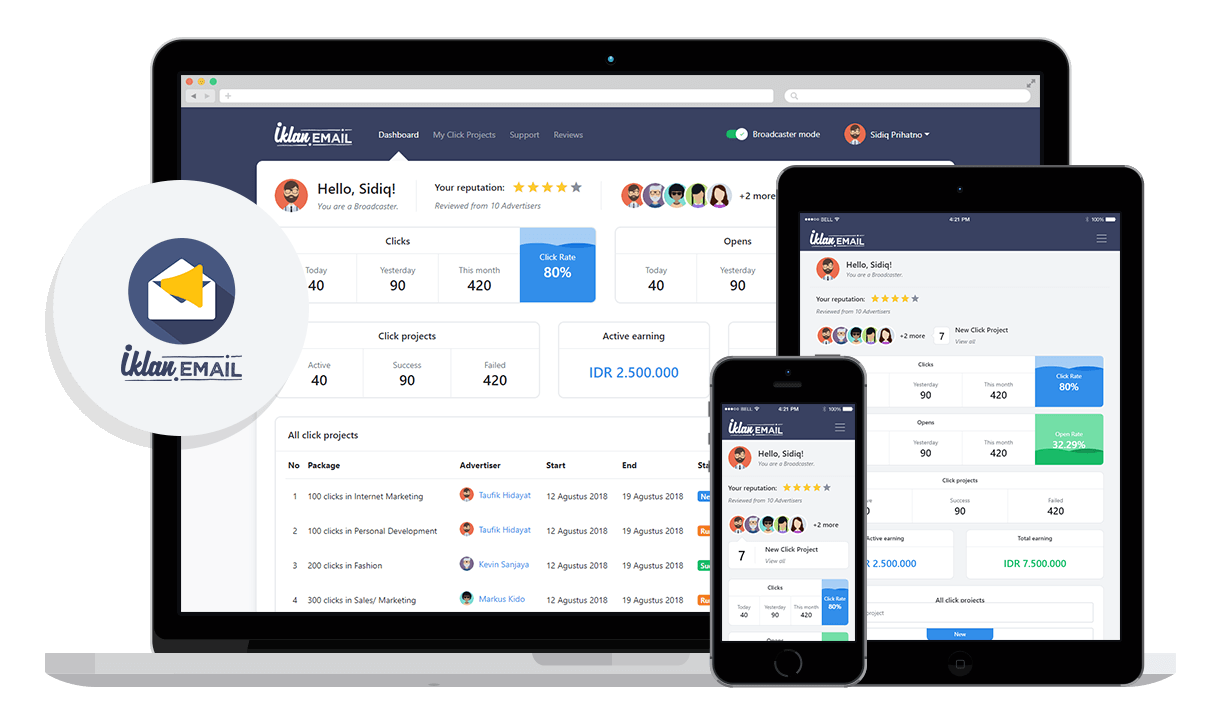 iklan.EMAIL
Dashboard My Click Projects Support Reviews
Broadcaster mode
Sidiq Prihatno
Hello, Sidiq!
You are a Broadcaster.
Your reputation:
Reviewed from 10 Advertisers
+2 more
Clicks
Today Yesterday This month
40 90 420
Click Rate
80%
Opens
Today Yesterday
40 90
Click projects
Active Success Failed
40 90 420
Active earning
IDR 2.500.000
All click projects
No Package Advertiser Start End Sta
1 100 clicks in Internet Marketing Taufik Hidayat 12 Agustus 2018 19 Agustus 2018 Ne
2 100 clicks in Personal Development Taufik Hidayat 12 Agustus 2018 19 Agustus 2018 Ru
3 200 clicks in Fashion Kevin Sanjaya 12 Agustus 2018 19 Agustus 2018 Su
4 300 clicks in Sales/ Marketing Markus Kido 12 Agustus 2018 19 Agustus 2018 Ru
iklan.EMAIL
BELL 4:21 PM 100%
iklan.EMAIL
Hello, Sidiq!
You are a Broadcaster.
Your reputation:
Reviewed from 10 Advertisers
+2 more
7 New Click Project
View all
Clicks
Yesterday This month
90 420
Click Rate
80%
Opens
Yesterday This month
90 420
Open Rate
32.29%
Click projects
ve Success Failed
0 90 420
Active earning
R 2.500.000
Total earning
IDR 7.500.000
All click projects
project
New
BELL 4:21 PM 100%
iklan.EMAIL
Hello, Sidiq!
You are a Broadcaster.
Your reputation:
Reviewed from 10 Advertisers
+2 more
7 New Click Project
View all
Clicks
Today Yesterday This month
40 90 420
Click Rate
80%
Opens